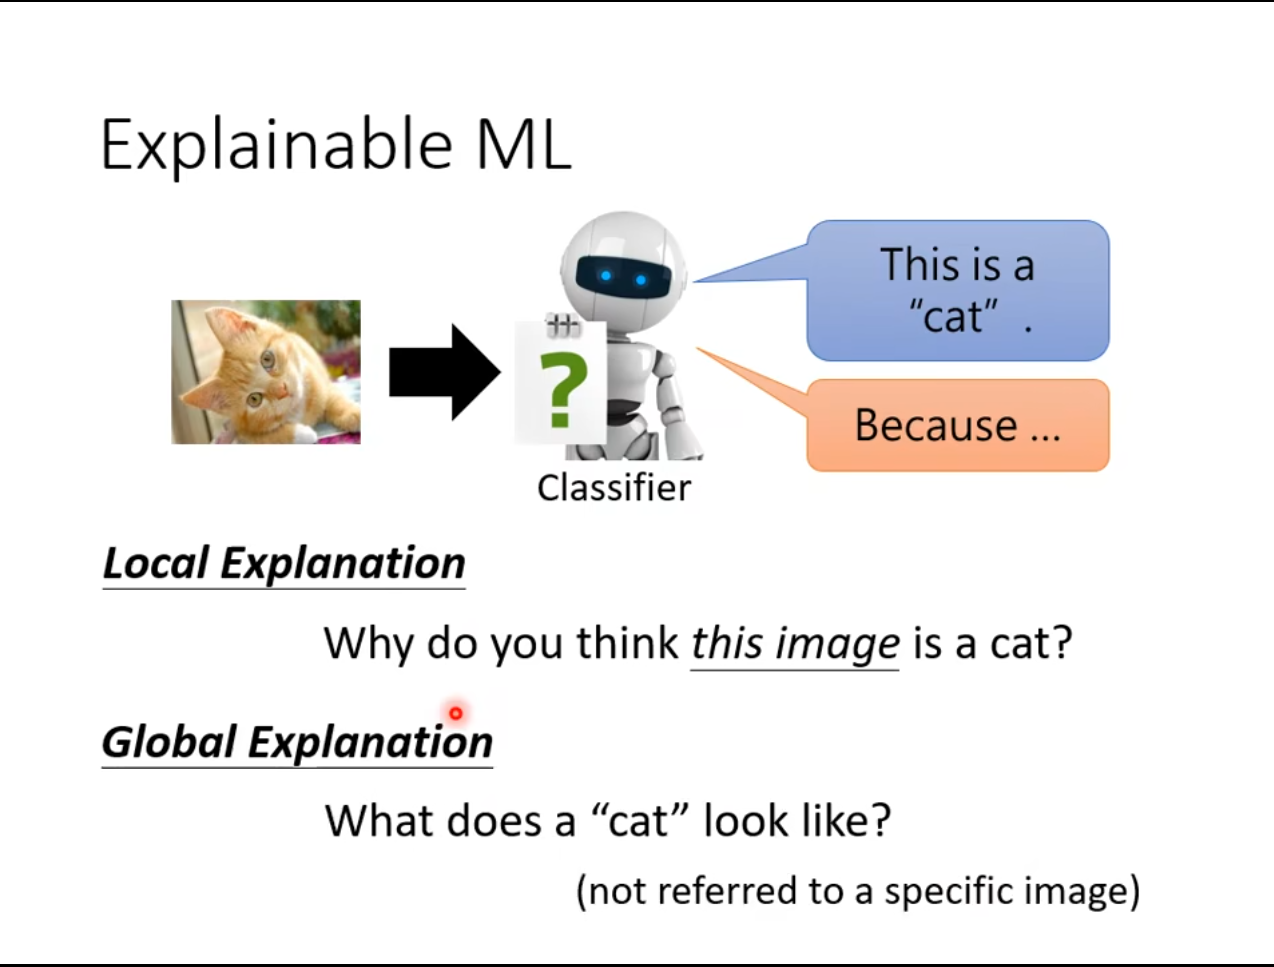 Explainable ML
This is a
“cat” .
?
Because ...
Classifier
Local Explanation
Why do you think this image is a cat?
Global Explanation
What does a “cat” look like?
(not referred to a specific image)